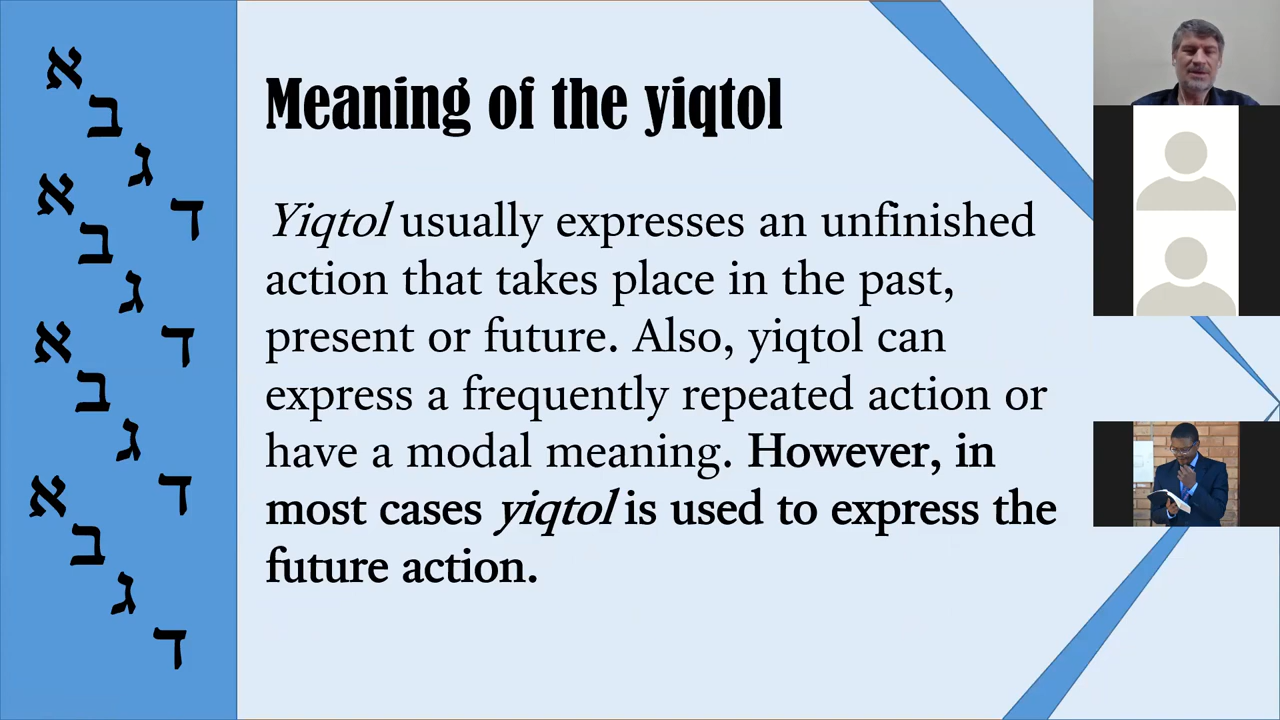 א
ב
ג
ד
א
ב
ג
ד
א
ב
ג
ד
א
ב
ג
ד
Meaning of the yiqtol
Yiqtol usually expresses an unfinished
action that takes place in the past,
present or future. Also, yiqtol can
express a frequently repeated action or
have a modal meaning. However, in
most cases yiqtol is used to express the
future action.